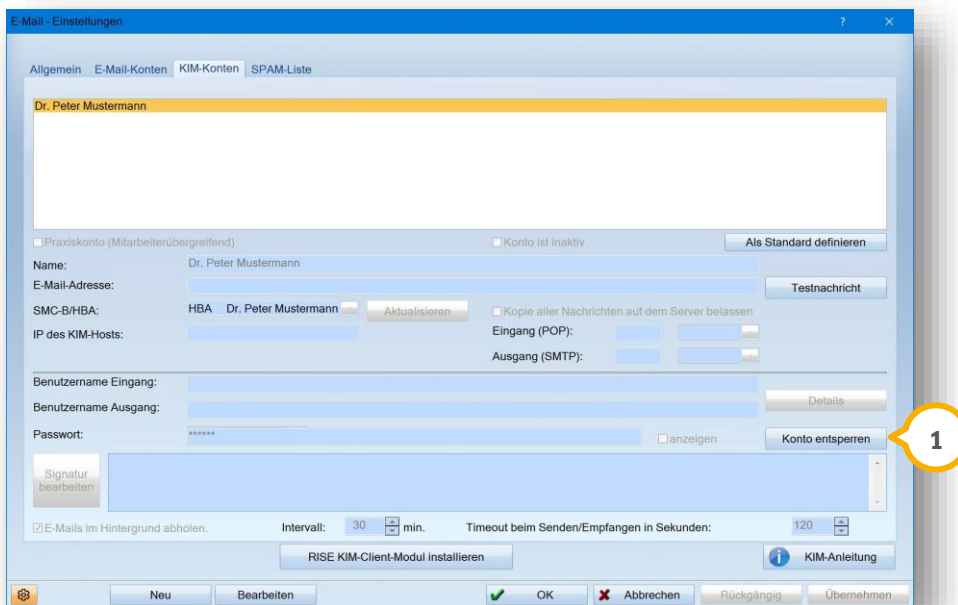 E-Mail - Einstellungen ? ×
Allgemein E-Mail-Konten KIM-Konten SPAM-Liste
Dr. Peter Mustermann
Praxiskonto (Mitarbeiterübergreifend) Konto ist inaktiv Als Standard definieren
Name: Dr. Peter Mustermann
E-Mail-Adresse: Testnachricht
SMC-B/HBA: HBA Dr. Peter Mustermann ... Aktualisieren Kopie aller Nachrichten auf dem Server belassen
IP des KIM-Hosts: Eingang (POP):
Ausgang (SMTP):
Benutzername Eingang:
Benutzername Ausgang: Details
Passwort: ****** anzeigen Konto entsperren 1
Signatur
bearbeiten
E-Mails im Hintergrund abholen. Intervall: 30 min. Timeout beim Senden/Empfangen in Sekunden: 120
RISE KIM-Client-Modul installieren i KIM-Anleitung
Neu Bearbeiten OK Abbrechen Rückgängig Übernehmen